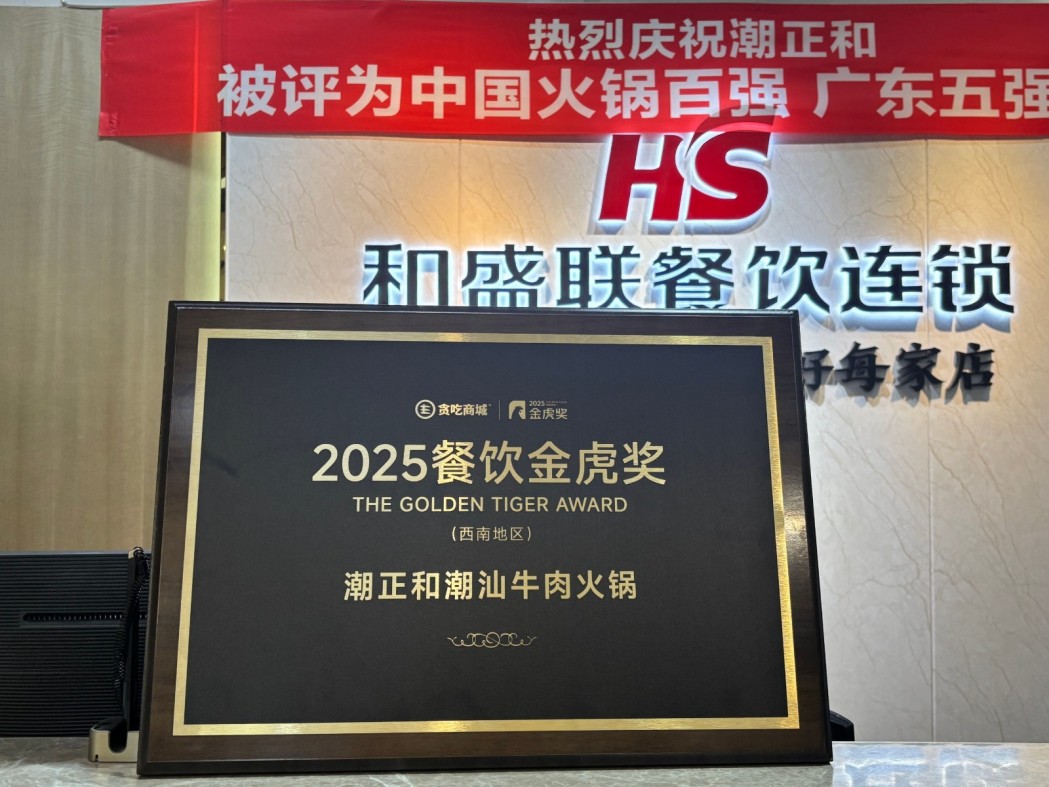 热烈庆祝潮正和
被评为中国火锅百强 广东五强
HS
和盛联餐饮连锁
好每家店
贪吃商城 2025 金虎奖
2025餐饮金虎奖
THE GOLDEN TIGER AWARD
(西南地区)
潮正和潮汕牛肉火锅